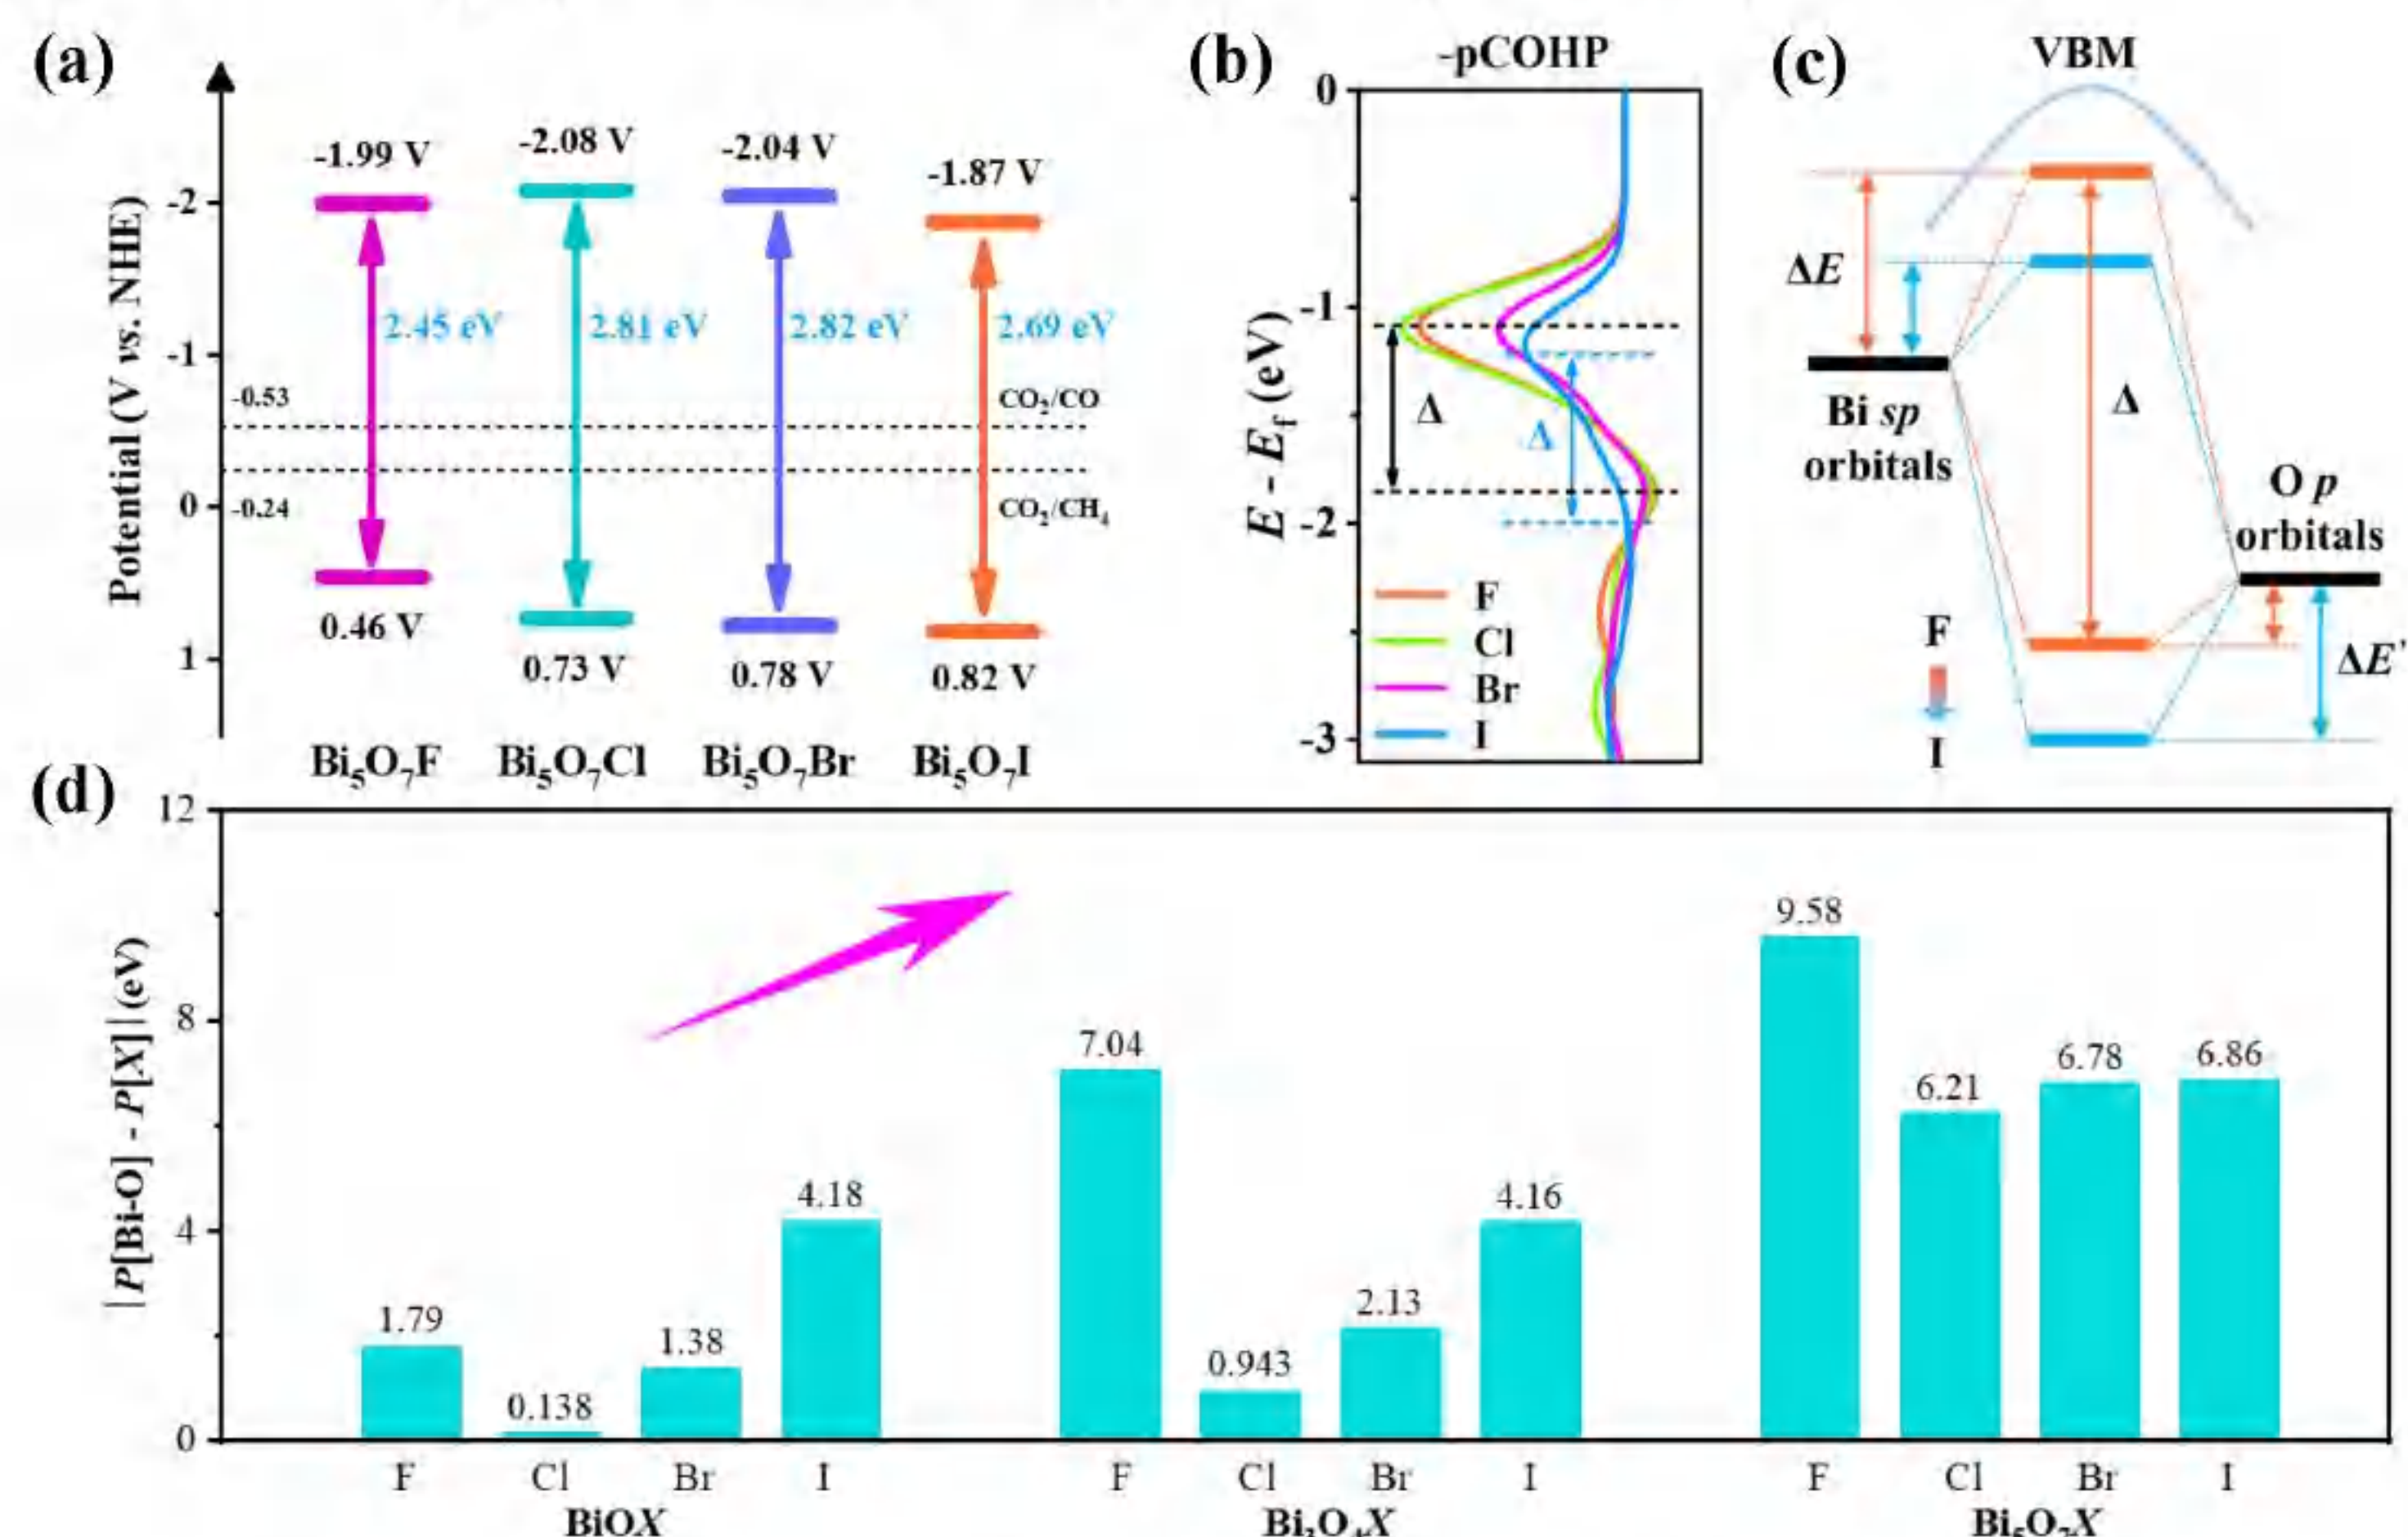 (a)
Potential (V vs. NHE)
-2
-1
0
1
-1.99 V
-2.08 V
-2.04 V
-1.87 V
2.45 eV
2.81 eV
2.82 eV
2.69 eV
-0.53
CO₂/CO
-0.24
CO₂/CH₄
0.46 V
0.73 V
0.78 V
0.82 V
Bi₅O₇F
Bi₅O₇Cl
Bi₅O₇Br
Bi₅O₇I
(b)
-pCOHP
E - Ef (eV)
0
-1
-2
-3
Δ
Δ
F
Cl
Br
I
(c)
VBM
ΔE
Bi sp
orbitals
Δ
O p
orbitals
F
I
ΔE'
(d)
|P[Bi-O] - P[X]| (eV)
12
8
4
0
1.79
0.138
1.38
4.18
7.04
0.943
2.13
4.16
9.58
6.21
6.78
6.86
F Cl Br I
F Cl Br I
F Cl Br I
BiOX
Bi₃O₄X
Bi₅O₇X